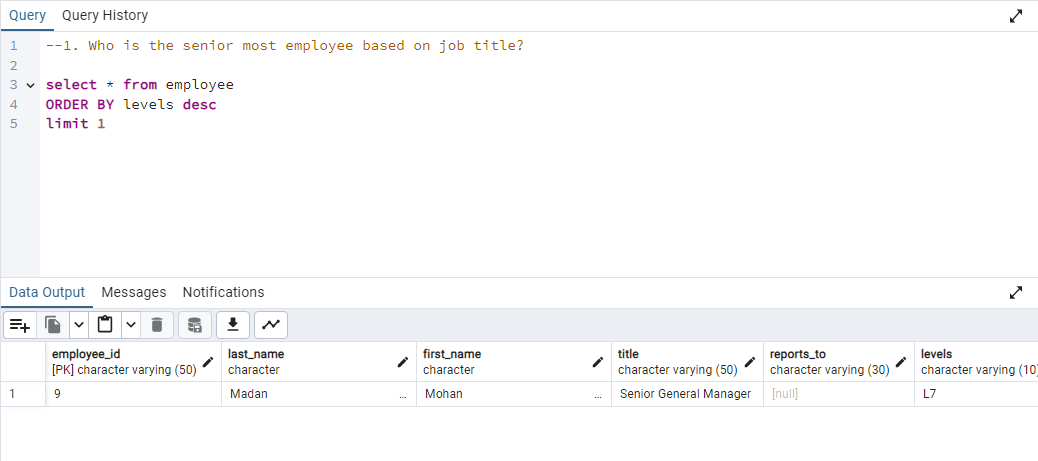 Query Query History
1 --1. Who is the senior most employee based on job title?
2
3 select * from employee
4 ORDER BY levels desc
5 limit 1
Data Output Messages Notifications
employee_id last_name first_name title reports_to levels
[PK] character varying (50) character character character varying (50) character varying (30) character varying (10)
1 9 Madan ... Mohan ... Senior General Manager [null] L7